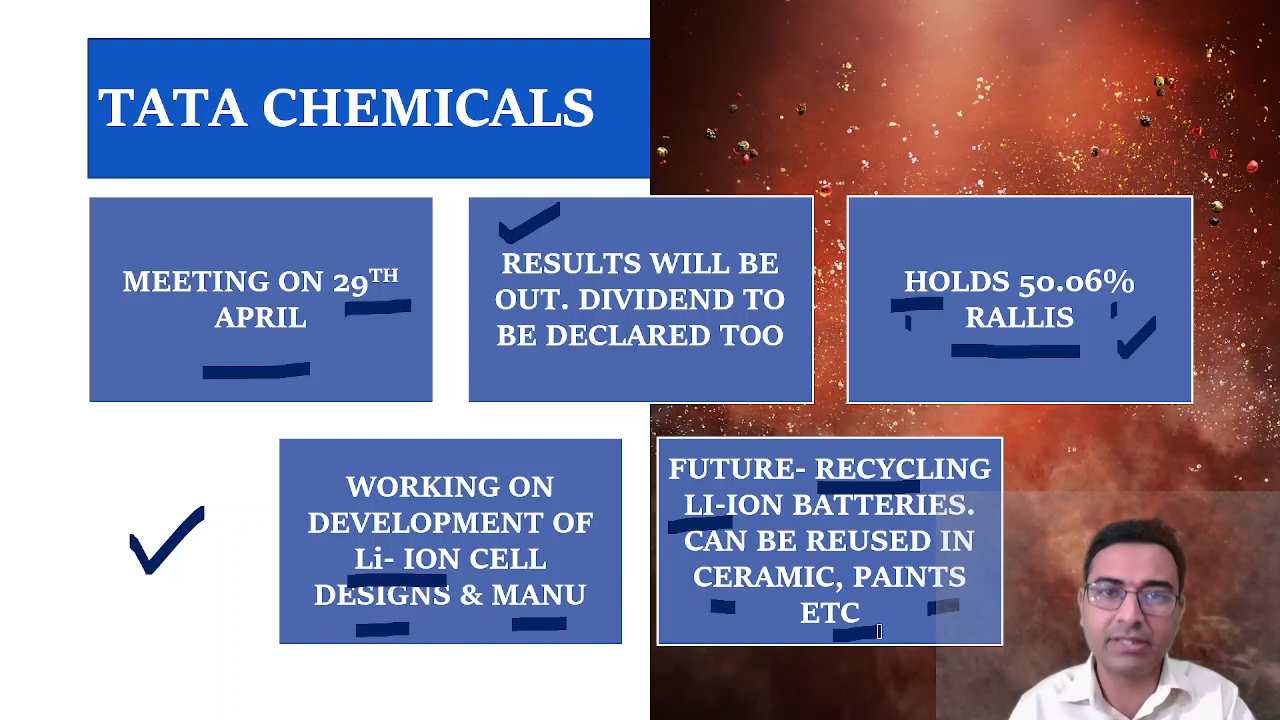 TATA CHEMICALS
MEETING ON 29TH
APRIL
RESULTS WILL BE
OUT. DIVIDEND TO
BE DECLARED TOO
HOLDS 50.06%
RALLIS
WORKING ON
DEVELOPMENT OF
Li- ION CELL
DESIGNS & MANU
FUTURE- RECYCLING
LI-ION BATTERIES.
CAN BE REUSED IN
CERAMIC, PAINTS
ETC